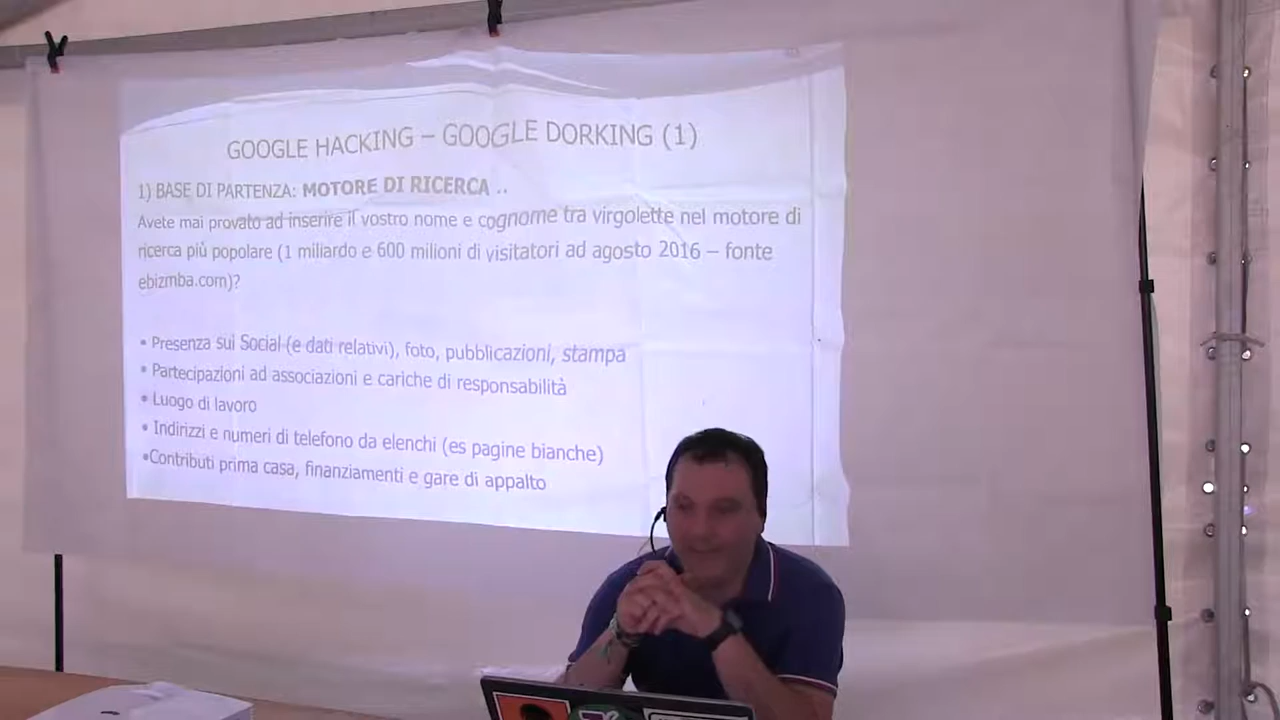 GOOGLE HACKING – GOOGLE DORKING (1)
1) BASE DI PARTENZA: MOTORE DI RICERCA ..
Avete mai provato ad inserire il vostro nome e cognome tra virgolette nel motore di
ricerca più popolare (1 miliardo e 600 milioni di visitatori ad agosto 2016 – fonte
ebizmba.com)?
• Presenza sui Social (e dati relativi), foto, pubblicazioni, stampa
• Partecipazioni ad associazioni e cariche di responsabilità
• Luogo di lavoro
• Indirizzi e numeri di telefono da elenchi (es pagine bianche)
•Contributi prima casa, finanziamenti e gare di appalto